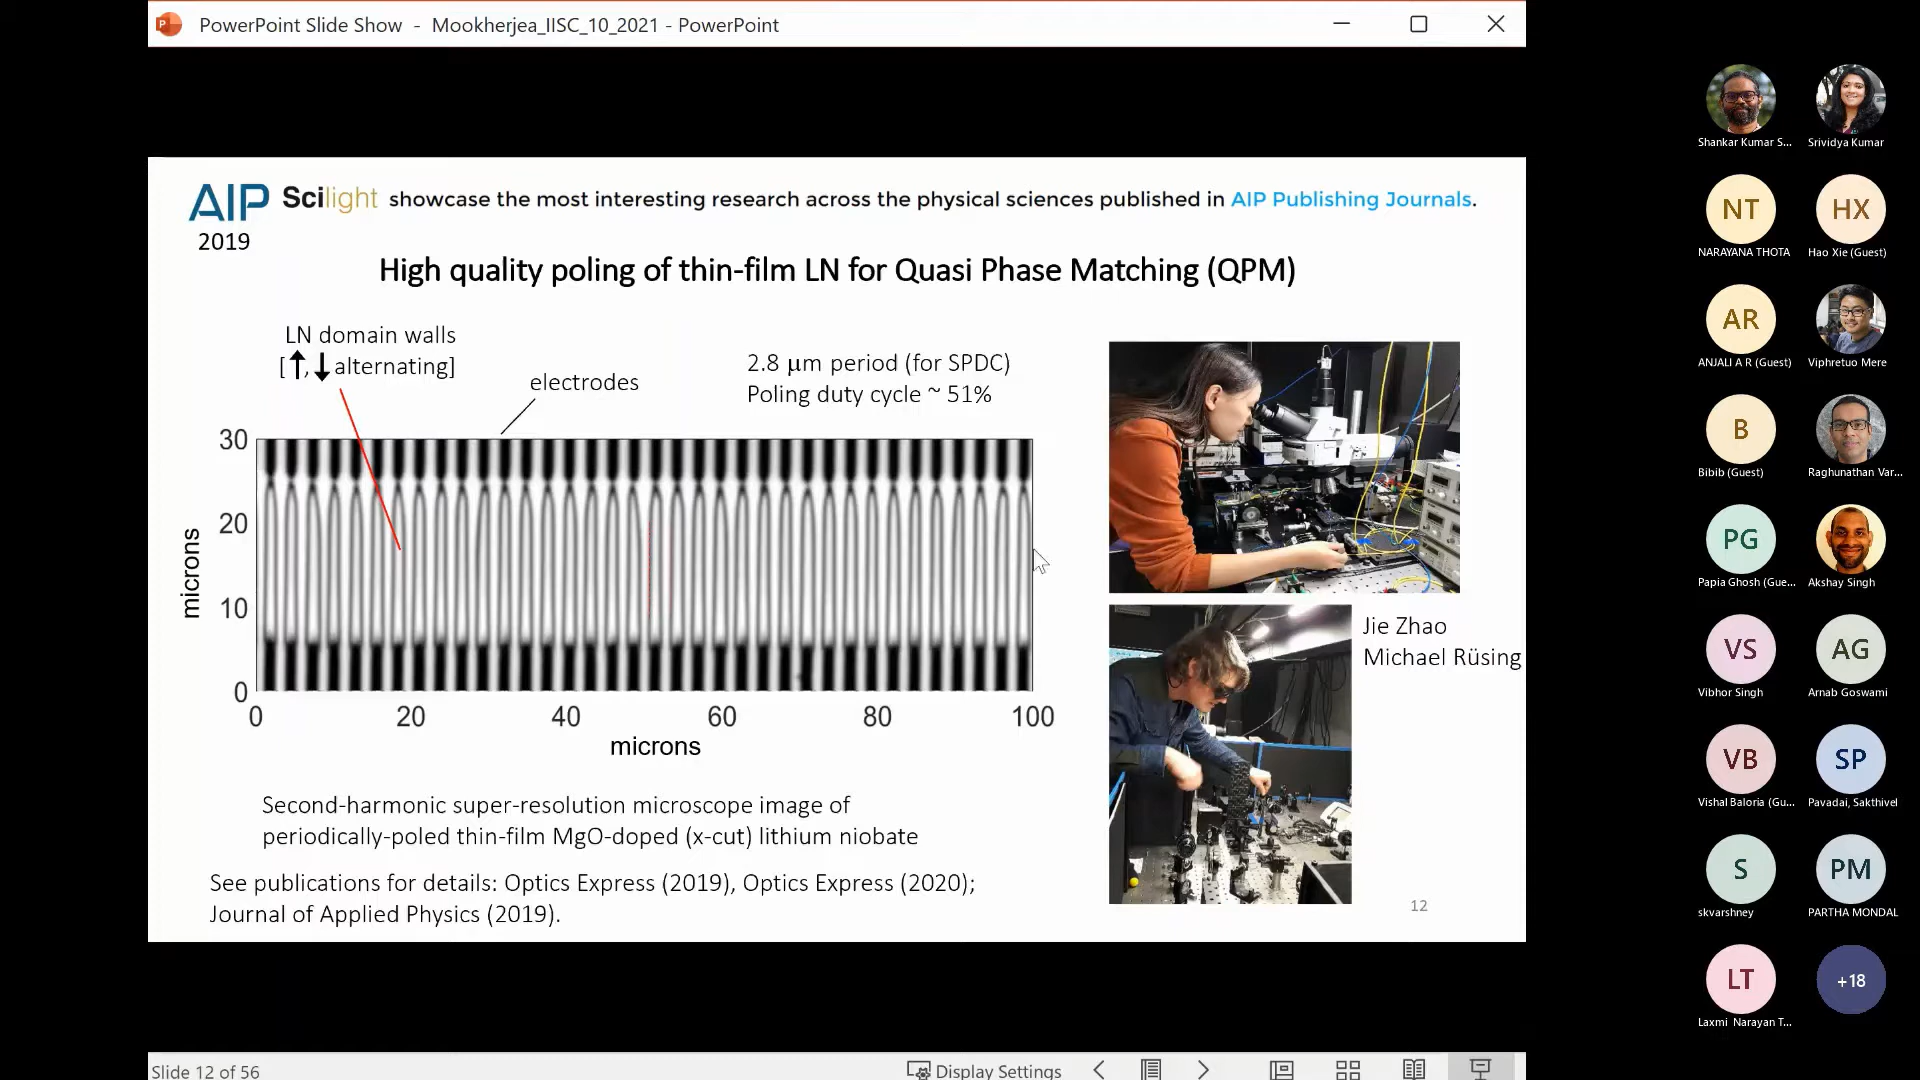 PowerPoint Slide Show - Mookherjea_IISC_10_2021 - PowerPoint
AIP Scilight showcase the most interesting research across the physical sciences published in AIP Publishing Journals.
2019
High quality poling of thin-film LN for Quasi Phase Matching (QPM)
LN domain walls
[↑,↓ alternating]
electrodes
2.8 μm period (for SPDC)
Poling duty cycle ~ 51%
30
20
10
0
microns
0 20 40 60 80 100
microns
Jie Zhao
Michael Rüsing
Second-harmonic super-resolution microscope image of
periodically-poled thin-film MgO-doped (x-cut) lithium niobate
See publications for details: Optics Express (2019), Optics Express (2020);
Journal of Applied Physics (2019).
12
Slide 12 of 56
Display Settings
Shankar Kumar S... Srividya Kumar
NT HX
NARAYANA THOTA Hao Xie (Guest)
AR
ANJALI A R (Guest) Viphretuo Mere
B
Bibib (Guest) Raghunathan Var...
PG
Papia Ghosh (Gue... Akshay Singh
VS AG
Vibhor Singh Arnab Goswami
VB SP
Vishal Baloria (Gu... Pavadai, Sakthivel
S PM
skvarshney PARTHA MONDAL
LT +18
Laxmi Narayan T...